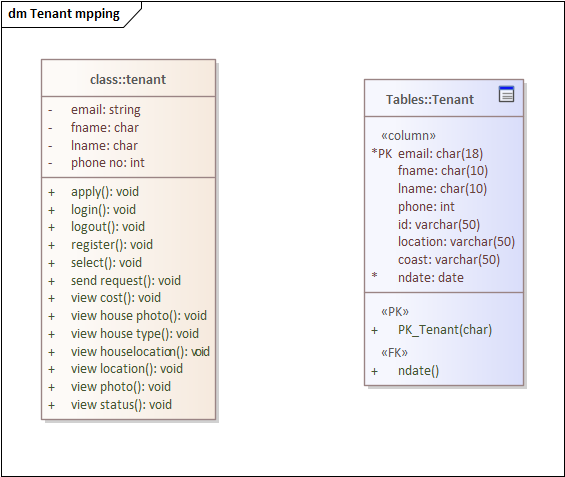 dm Tenant mpping
class::tenant
- email: string
- fname: char
- lname: char
- phone no: int
+ apply(): void
+ login(): void
+ logout(): void
+ register(): void
+ select(): void
+ send request(): void
+ view cost(): void
+ view house photo(): void
+ view house type(): void
+ view houselocation(): void
+ view location(): void
+ view photo(): void
+ view status(): void
Tables::Tenant
«column»
*PK email: char(18)
fname: char(10)
lname: char(10)
phone: int
id: varchar(50)
location: varchar(50)
coast: varchar(50)
* ndate: date
«PK»
+ PK_Tenant(char)
«FK»
+ ndate()